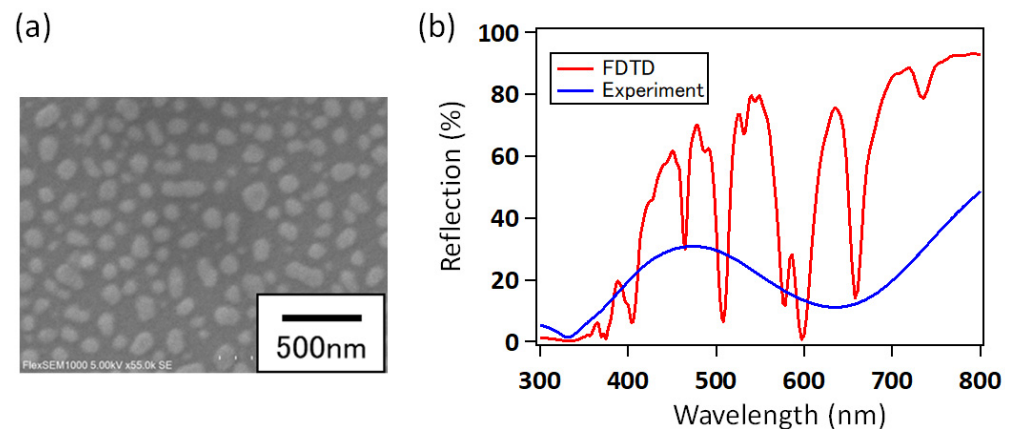 (a)
FlexSEM1000 5.00kV x55.0k SE
500nm
(b)
100
80
60
40
20
0
Reflection (%)
FDTD
Experiment
300 400 500 600 700 800
Wavelength (nm)